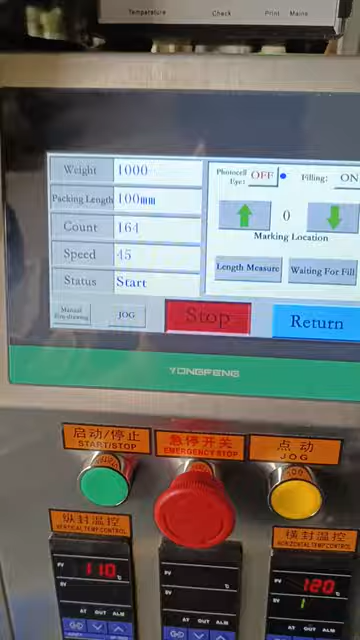 Temperature Check Print Mains
Weight 1000
Packing Length 100mm
Count 164
Speed 45
Status Start
Photocell Eye: OFF
Filling: ON
0
Marking Location
Length Measure
Waiting For Fill
Manual
JOG
Stop
Return
YONGFENG
启动/停止
START/STOP
急停开关
EMERGENCY STOP
点动
JOG
纵封温控
VERTICAL TEMP.CONTROL
横封温控
HORIZONTAL TEMP.CONTROL
PV 110 ℃
SV
AT OUT ALM
PV ℃
SV
AT OUT ALM
PV 120 ℃
SV
AT OUT ALM